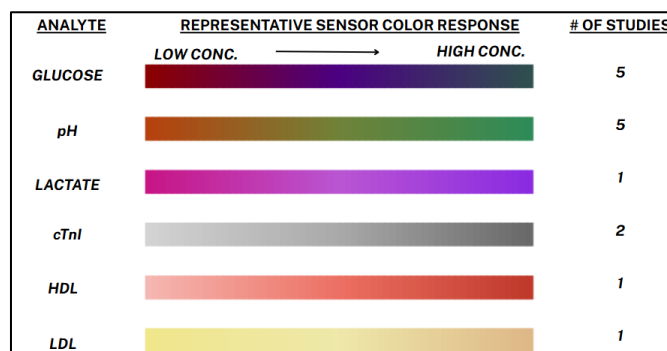 ANALYTE REPRESENTATIVE SENSOR COLOR RESPONSE # OF STUDIES
LOW CONC. HIGH CONC.
GLUCOSE 5
pH 5
LACTATE 1
cTnI 2
HDL 1
LDL 1